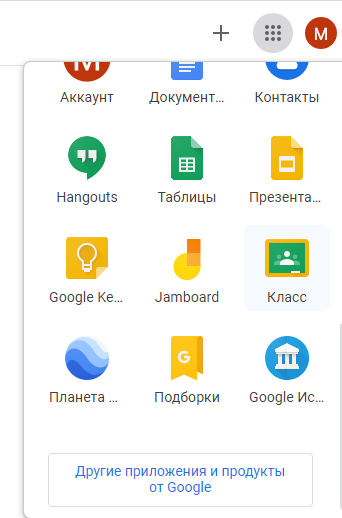 M
M
Аккаунт Документ... Контакты
Hangouts Таблицы Презента...
Google Ke... Jamboard Класс
G
Планета ... Подборки Google Ис...
Другие приложения и продукты
от Google